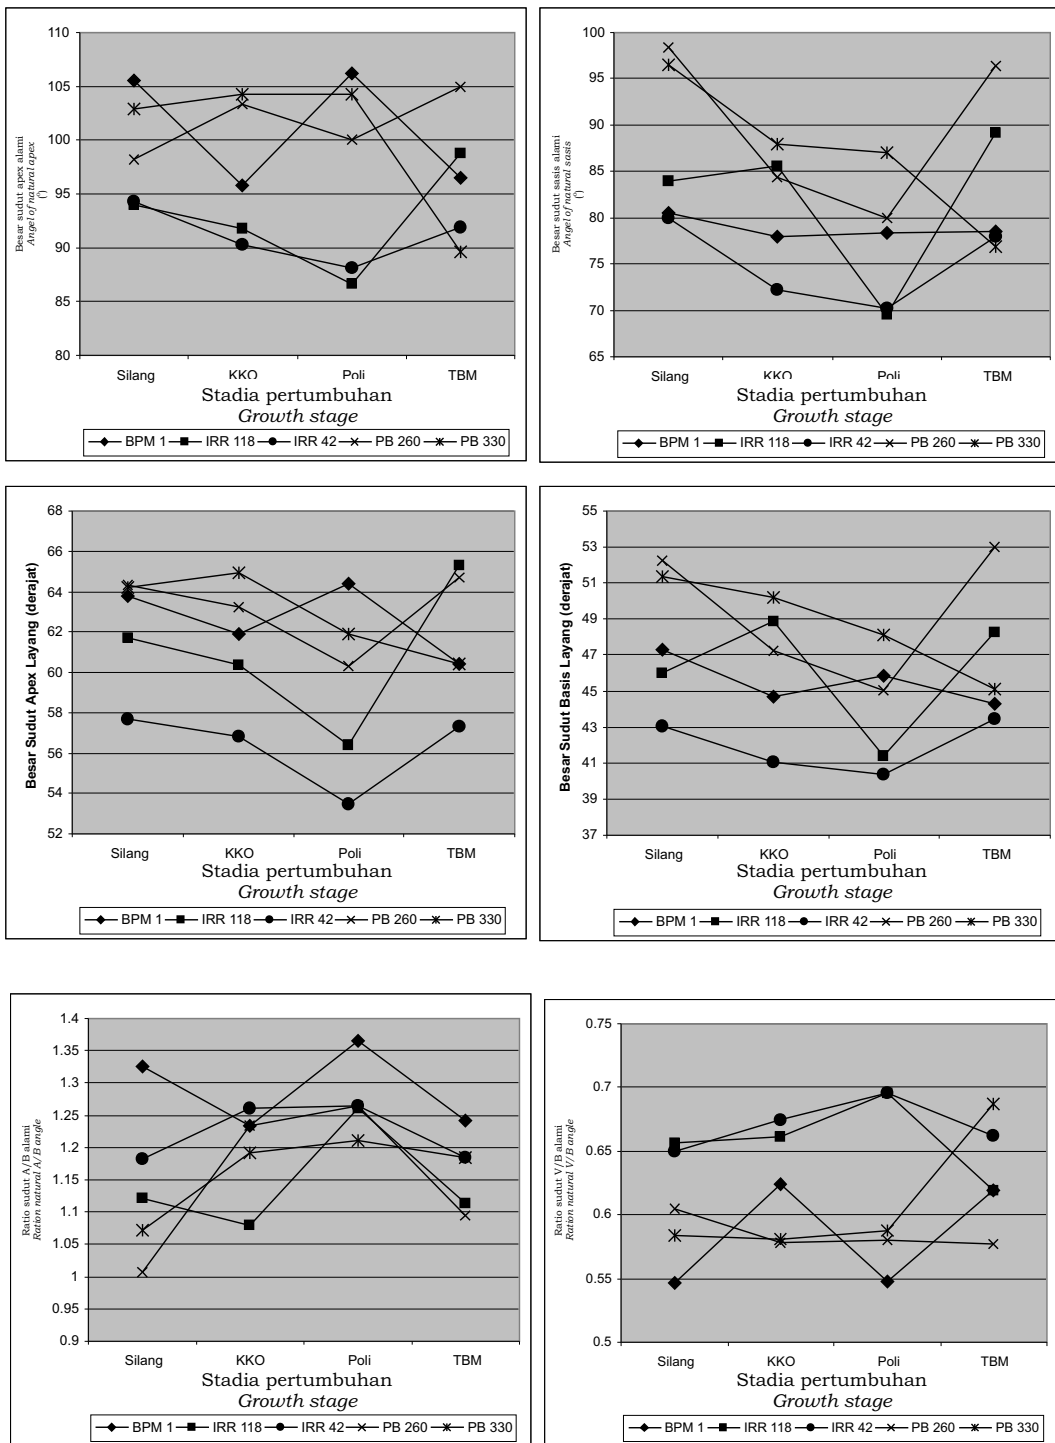 110
105
100
95
90
85
80
Besar sudut apex alami
Angel of natural apex
(°)
Silang KKO Poli TBM
Stadia pertumbuhan
Growth stage
BPM 1 IRR 118 IRR 42 PB 260 PB 330
100
95
90
85
80
75
70
65
Besar sudut sasis alami
Angel of natural sasis
(°)
Silang KKO Poli TBM
Stadia pertumbuhan
Growth stage
BPM 1 IRR 118 IRR 42 PB 260 PB 330
68
66
64
62
60
58
56
54
52
Besar Sudut Apex Layang (derajat)
Silang KKO Poli TBM
Stadia pertumbuhan
Growth stage
BPM 1 IRR 118 IRR 42 PB 260 PB 330
55
53
51
49
47
45
43
41
39
37
Besar Sudut Basis Layang (derajat)
Silang KKO Poli TBM
Stadia pertumbuhan
Growth stage
BPM 1 IRR 118 IRR 42 PB 260 PB 330
1.4
1.35
1.3
1.25
1.2
1.15
1.1
1.05
1
0.95
0.9
Ratio sudut A/B alami
Ration natural A/B angle
Silang KKO Poli TBM
Stadia pertumbuhan
Growth stage
BPM 1 IRR 118 IRR 42 PB 260 PB 330
0.75
0.7
0.65
0.6
0.55
0.5
Ratio sudut V/B alami
Ration natural V/B angle
Silang KKO Poli TBM
Stadia pertumbuhan
Growth stage
BPM 1 IRR 118 IRR 42 PB 260 PB 330